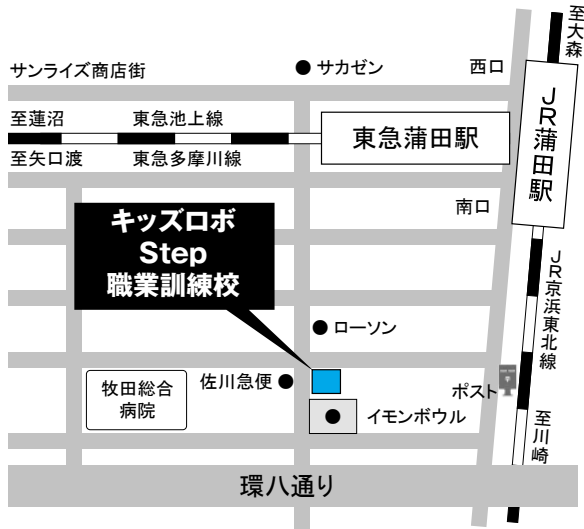 至大森
サンライズ商店街
サカゼン
西口
JR蒲田駅
至蓮沼
東急池上線
東急蒲田駅
至矢口渡
東急多摩川線
南口
キッズロボ
Step
職業訓練校
JR京浜東北線
ローソン
牧田総合
病院
佐川急便
ポスト
イモンボウル
至川崎
環八通り